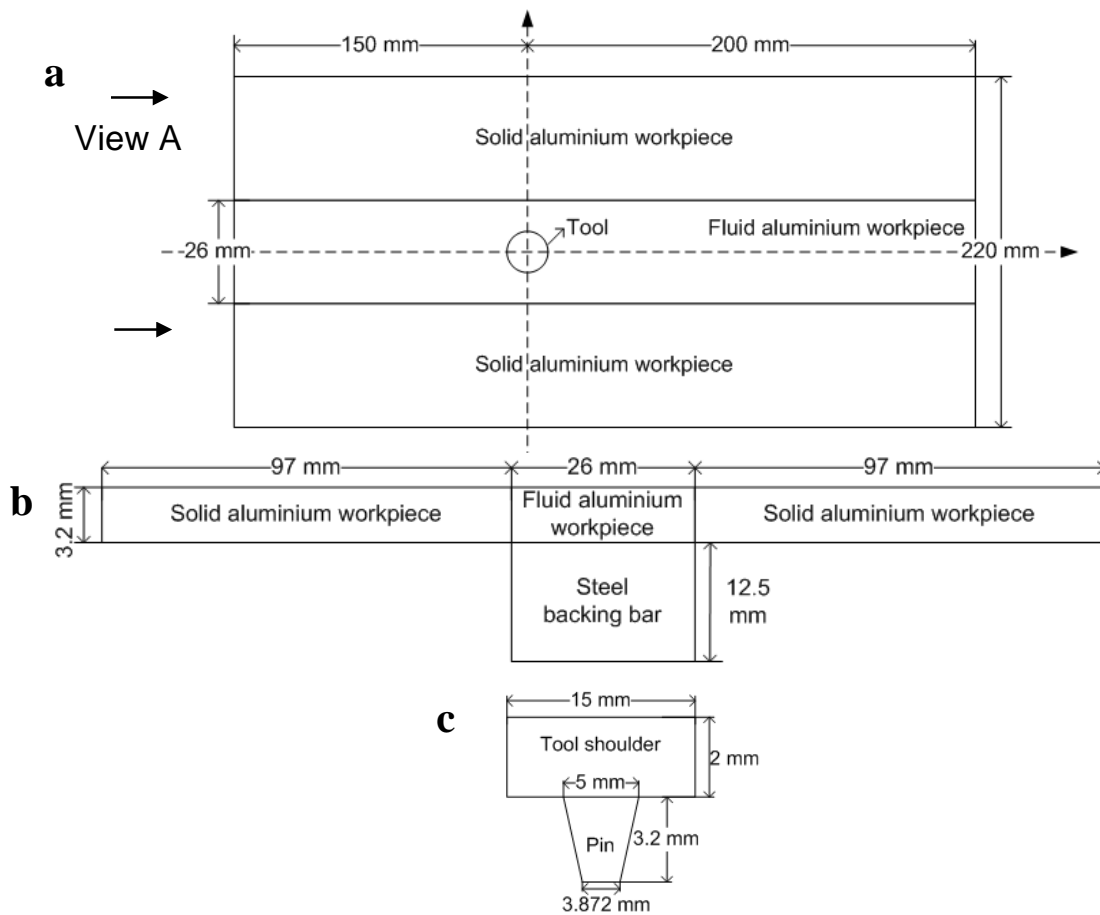 150 mm
200 mm
a
View A
Solid aluminium workpiece
Tool
Fluid aluminium workpiece
26 mm
220 mm
Solid aluminium workpiece
97 mm
26 mm
97 mm
b
3.2 mm
Solid aluminium workpiece
Fluid aluminium
workpiece
Solid aluminium workpiece
Steel
backing bar
12.5
mm
15 mm
c
Tool shoulder
2 mm
5 mm
Pin
3.2 mm
3.872 mm